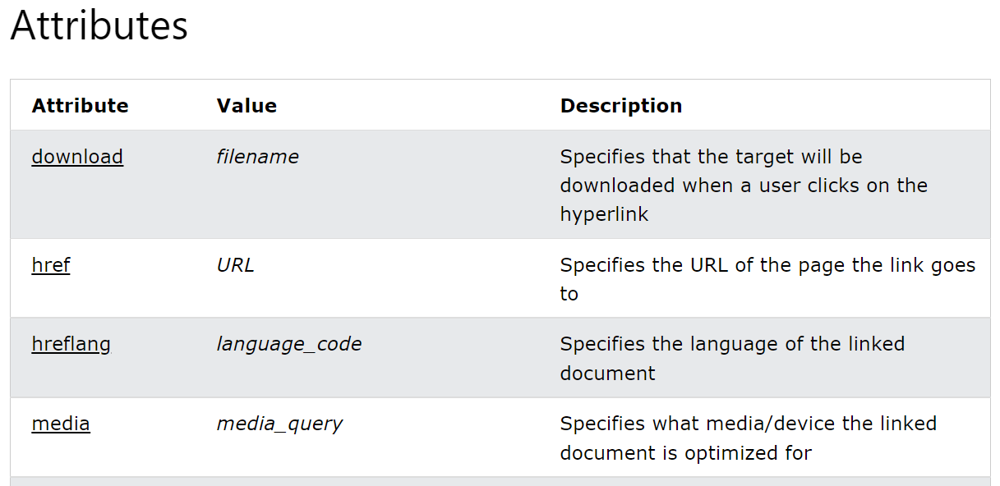 Attributes
Attribute Value Description
download filename Specifies that the target will be
downloaded when a user clicks on the
hyperlink
href URL Specifies the URL of the page the link goes
to
hreflang language_code Specifies the language of the linked
document
media media_query Specifies what media/device the linked
document is optimized for